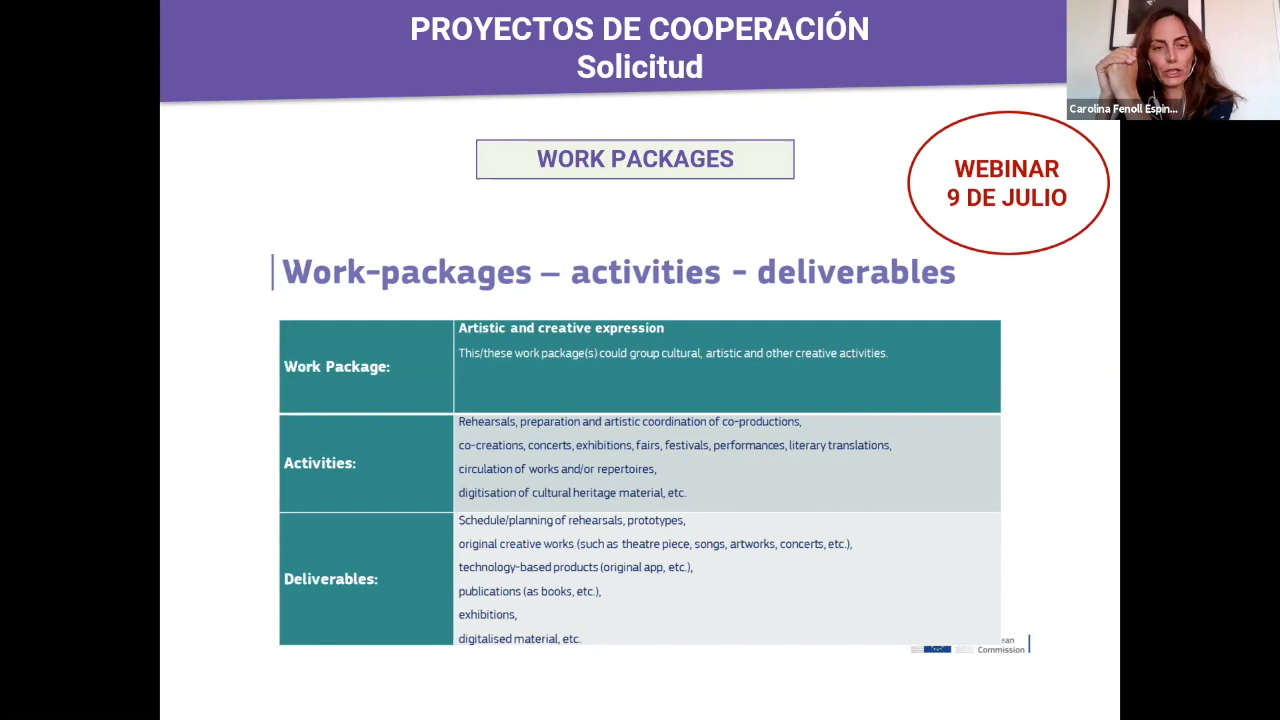 PROYECTOS DE COOPERACIÓN
Solicitud
Carolina Fenoll Espin...
WORK PACKAGES
WEBINAR
9 DE JULIO
Work-packages – activities - deliverables
Work Package:
Artistic and creative expression
This/these work package(s) could group cultural, artistic and other creative activities.
Activities:
Rehearsals, preparation and artistic coordination of co-productions,
co-creations, concerts, exhibitions, fairs, festivals, performances, literary translations,
circulation of works and/or repertoires,
digitisation of cultural heritage material, etc.
Deliverables:
Schedule/planning of rehearsals, prototypes,
original creative works (such as theatre piece, songs, artworks, concerts, etc.),
technology-based products (original app, etc.),
publications (as books, etc.),
exhibitions,
digitalised material, etc.
ean
Commission